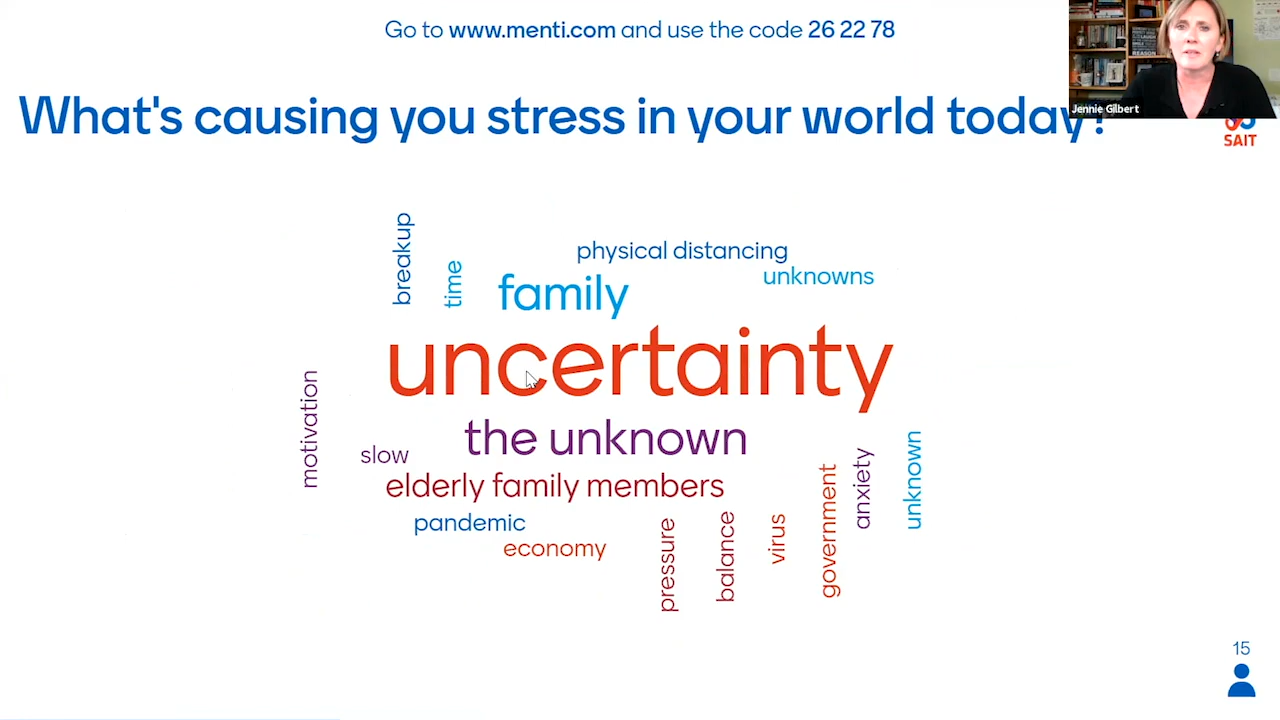 Go to www.menti.com and use the code 26 22 78
Jennie Gilbert
What's causing you stress in your world today?
SAIT
breakup
time
physical distancing
unknowns
family
uncertainty
motivation
slow
the unknown
elderly family members
pandemic
economy
pressure
balance
virus
government
anxiety
unknown
15